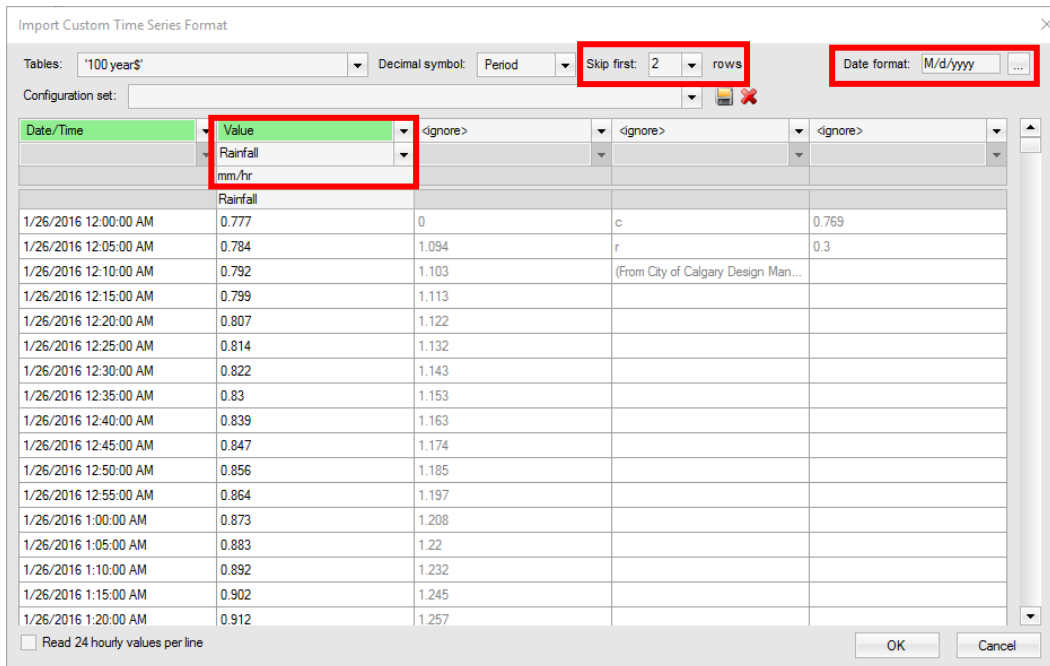 Import Custom Time Series Format
Tables: '100 year$' Decimal symbol: Period Skip first: 2 rows Date format: M/d/yyyy ...
Configuration set:
Date/Time Value <ignore> <ignore> <ignore>
Rainfall
mm/hr
Rainfall
1/26/2016 12:00:00 AM 0.777 0 c 0.769
1/26/2016 12:05:00 AM 0.784 1.094 r 0.3
1/26/2016 12:10:00 AM 0.792 1.103 (From City of Calgary Design Man...
1/26/2016 12:15:00 AM 0.799 1.113
1/26/2016 12:20:00 AM 0.807 1.122
1/26/2016 12:25:00 AM 0.814 1.132
1/26/2016 12:30:00 AM 0.822 1.143
1/26/2016 12:35:00 AM 0.83 1.153
1/26/2016 12:40:00 AM 0.839 1.163
1/26/2016 12:45:00 AM 0.847 1.174
1/26/2016 12:50:00 AM 0.856 1.185
1/26/2016 12:55:00 AM 0.864 1.197
1/26/2016 1:00:00 AM 0.873 1.208
1/26/2016 1:05:00 AM 0.883 1.22
1/26/2016 1:10:00 AM 0.892 1.232
1/26/2016 1:15:00 AM 0.902 1.245
1/26/2016 1:20:00 AM 0.912 1.257
Read 24 hourly values per line OK Cancel